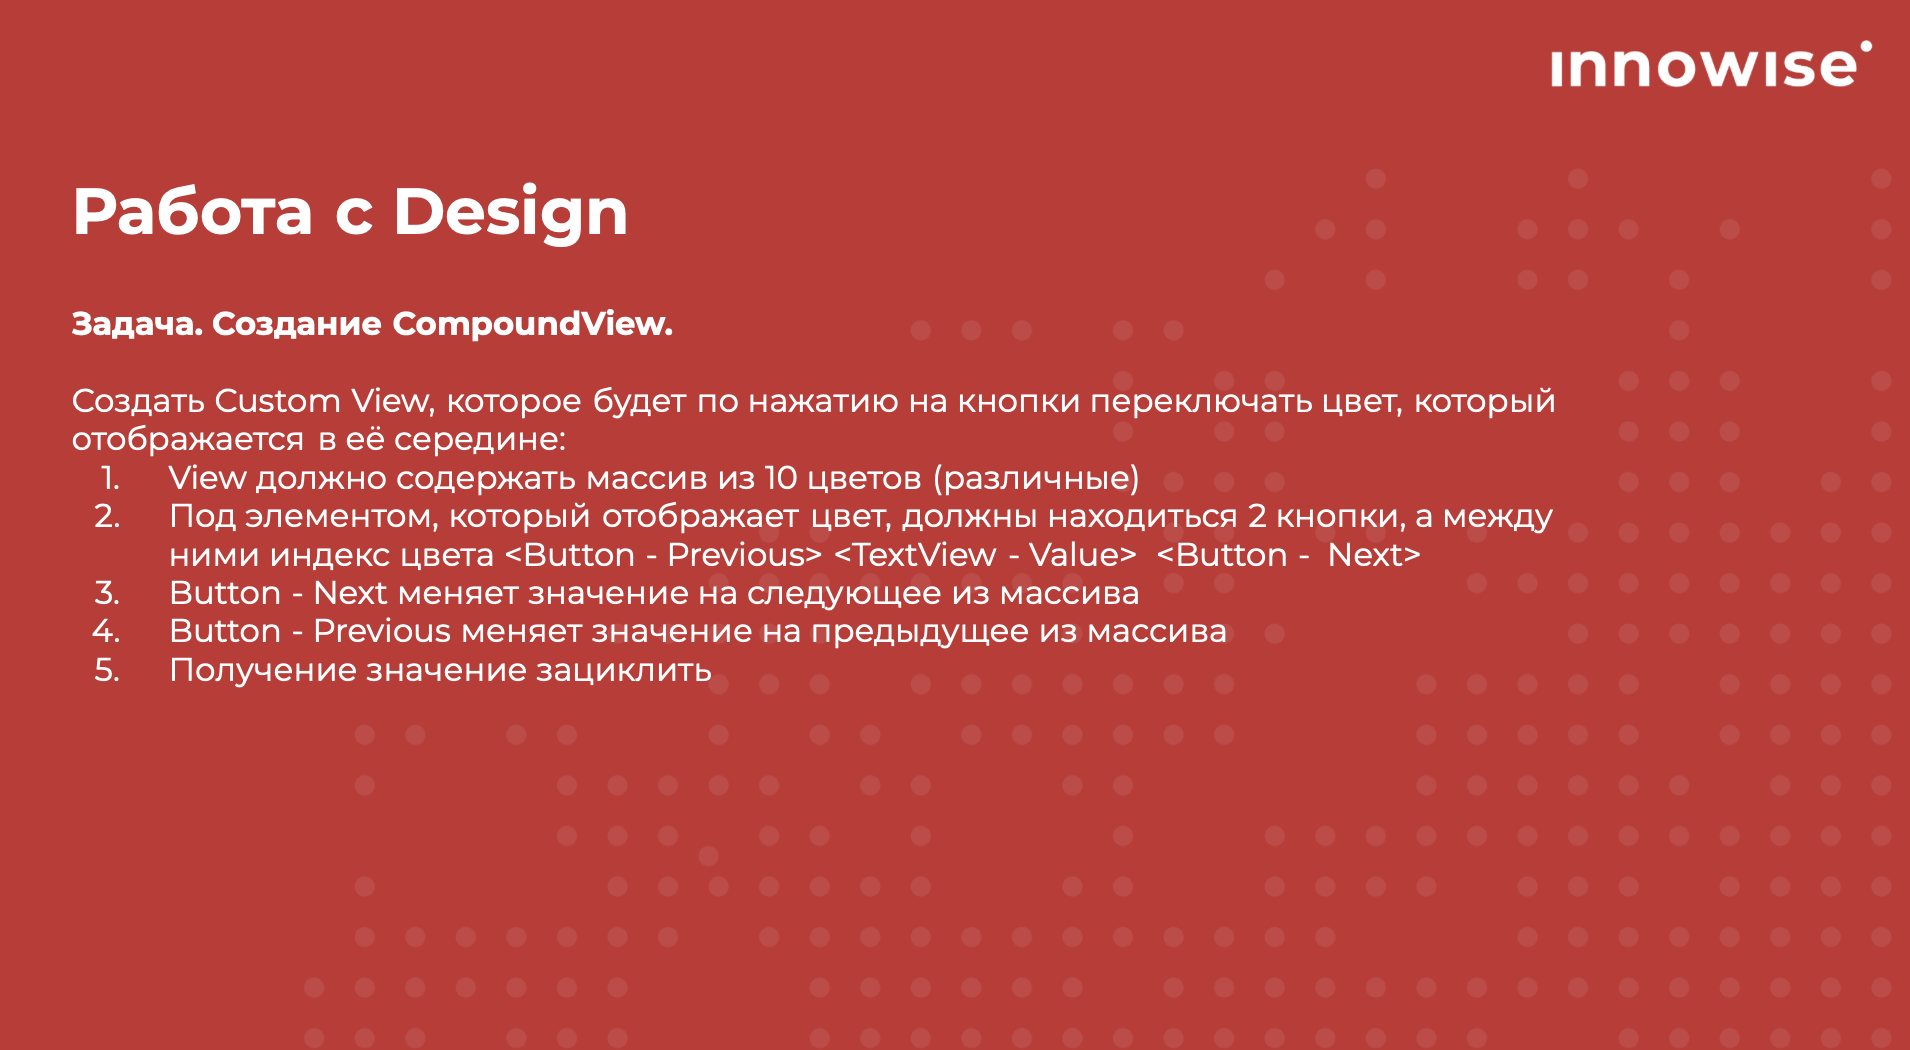 ınnowıse
Работа с Design
Задача. Создание CompoundView.
Создать Custom View, которое будет по нажатию на кнопки переключать цвет, который
отображается в её середине:
1. View должно содержать массив из 10 цветов (различные)
2. Под элементом, который отображает цвет, должны находиться 2 кнопки, а между
ними индекс цвета <Button - Previous> <TextView - Value> <Button - Next>
3. Button - Next меняет значение на следующее из массива
4. Button - Previous меняет значение на предыдущее из массива
5. Получение значение зациклить